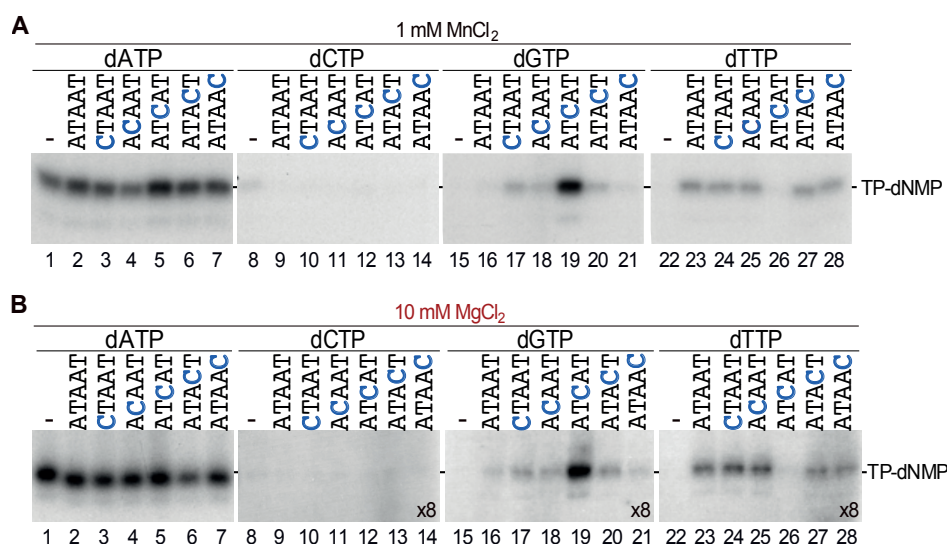 A
1 mM MnCl2
dATP dCTP dGTP dTTP
- ATAAT CTAAT ACAAT ATCAT ATACT ATAAC - ATAAT CTAAT ACAAT ATCAT ATACT ATAAC - ATAAT CTAAT ACAAT ATCAT ATACT ATAAC - ATAAT CTAAT ACAAT ATCAT ATACT ATAAC
TP-dNMP
1 2 3 4 5 6 7 8 9 10 11 12 13 14 15 16 17 18 19 20 21 22 23 24 25 26 27 28
B
10 mM MgCl2
dATP dCTP dGTP dTTP
- ATAAT CTAAT ACAAT ATCAT ATACT ATAAC - ATAAT CTAAT ACAAT ATCAT ATACT ATAAC - ATAAT CTAAT ACAAT ATCAT ATACT ATAAC - ATAAT CTAAT ACAAT ATCAT ATACT ATAAC
TP-dNMP
x8 x8 x8
1 2 3 4 5 6 7 8 9 10 11 12 13 14 15 16 17 18 19 20 21 22 23 24 25 26 27 28